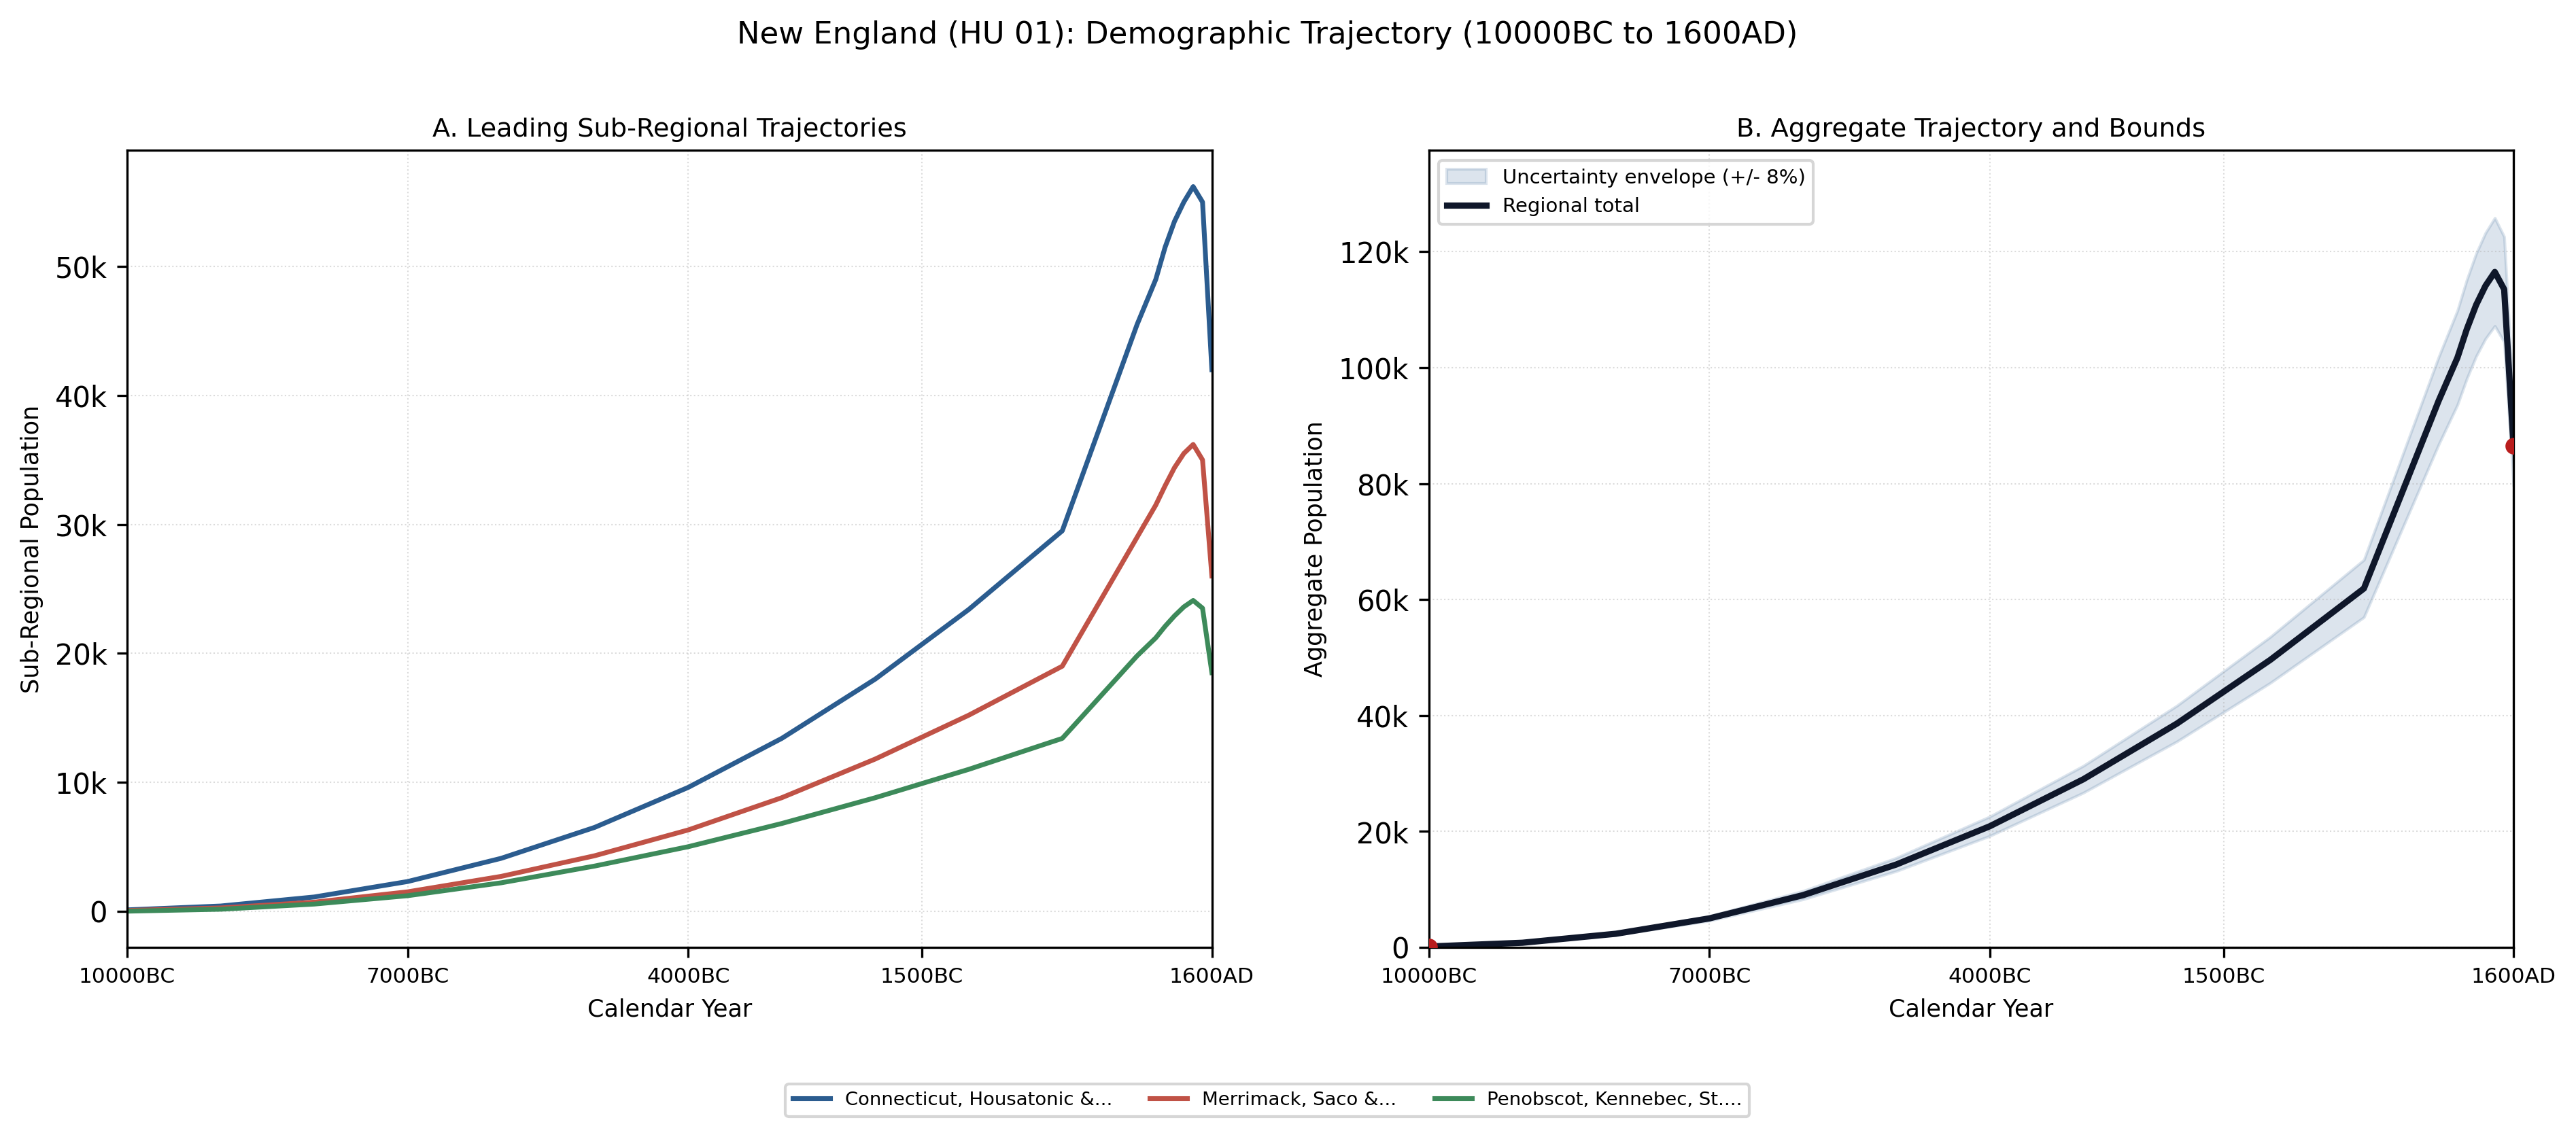 New England (HU 01): Demographic Trajectory (10000BC to 1600AD)
A. Leading Sub-Regional Trajectories
Sub-Regional Population
50k
40k
30k
20k
10k
0
10000BC 7000BC 4000BC 1500BC 1600AD
Calendar Year
B. Aggregate Trajectory and Bounds
Uncertainty envelope (+/- 8%)
Regional total
Aggregate Population
120k
100k
80k
60k
40k
20k
0
10000BC 7000BC 4000BC 1500BC 1600AD
Calendar Year
Connecticut, Housatonic &... Merrimack, Saco &... Penobscot, Kennebec, St....